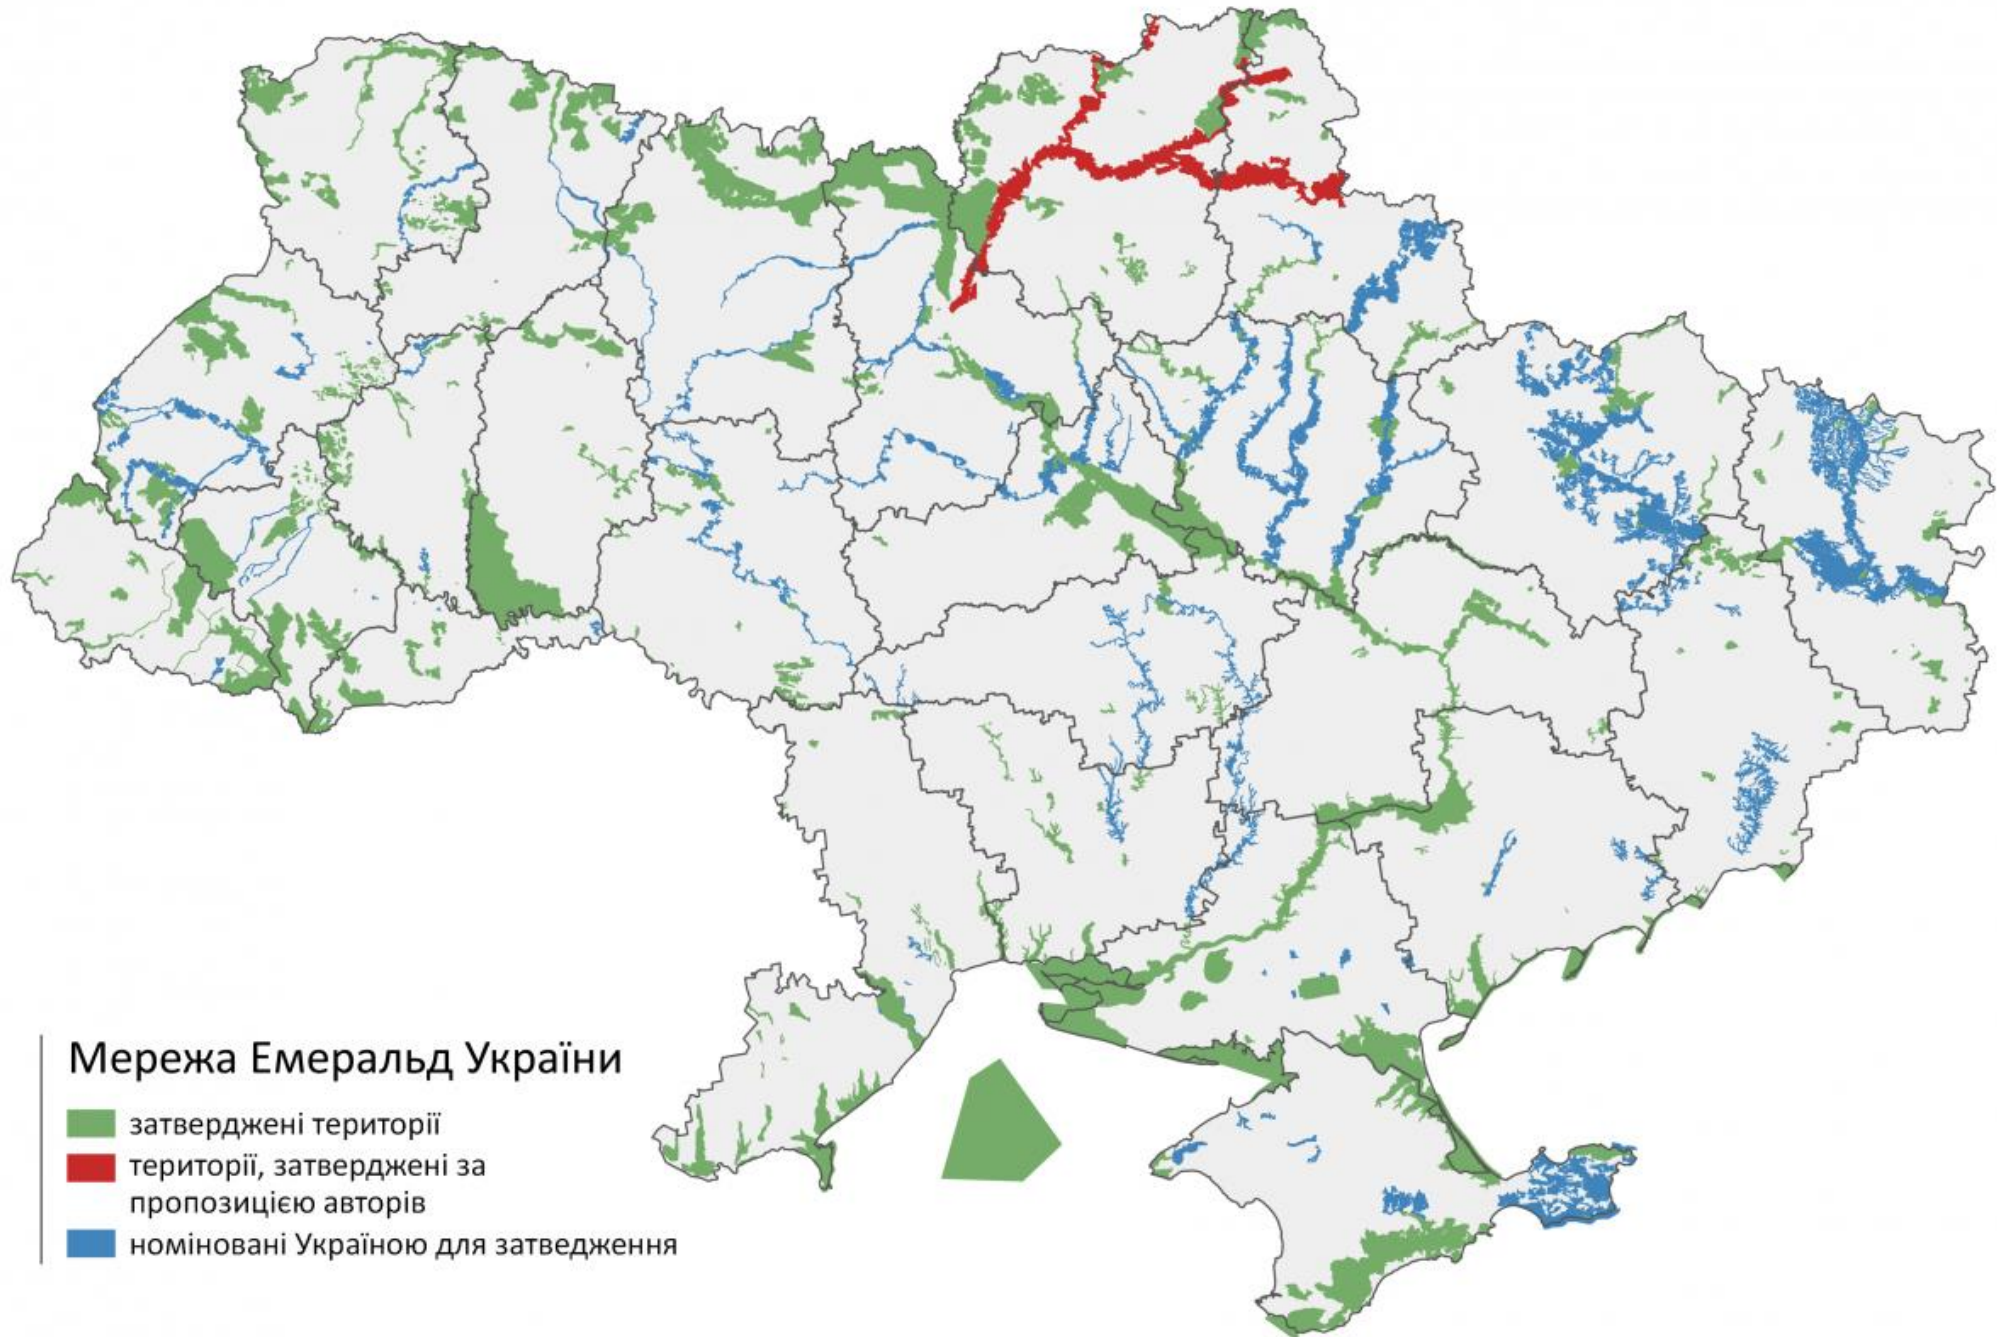 Мережа Емеральд України
затверджені території
території, затверджені за
пропозицією авторів
номіновані Україною для затведження